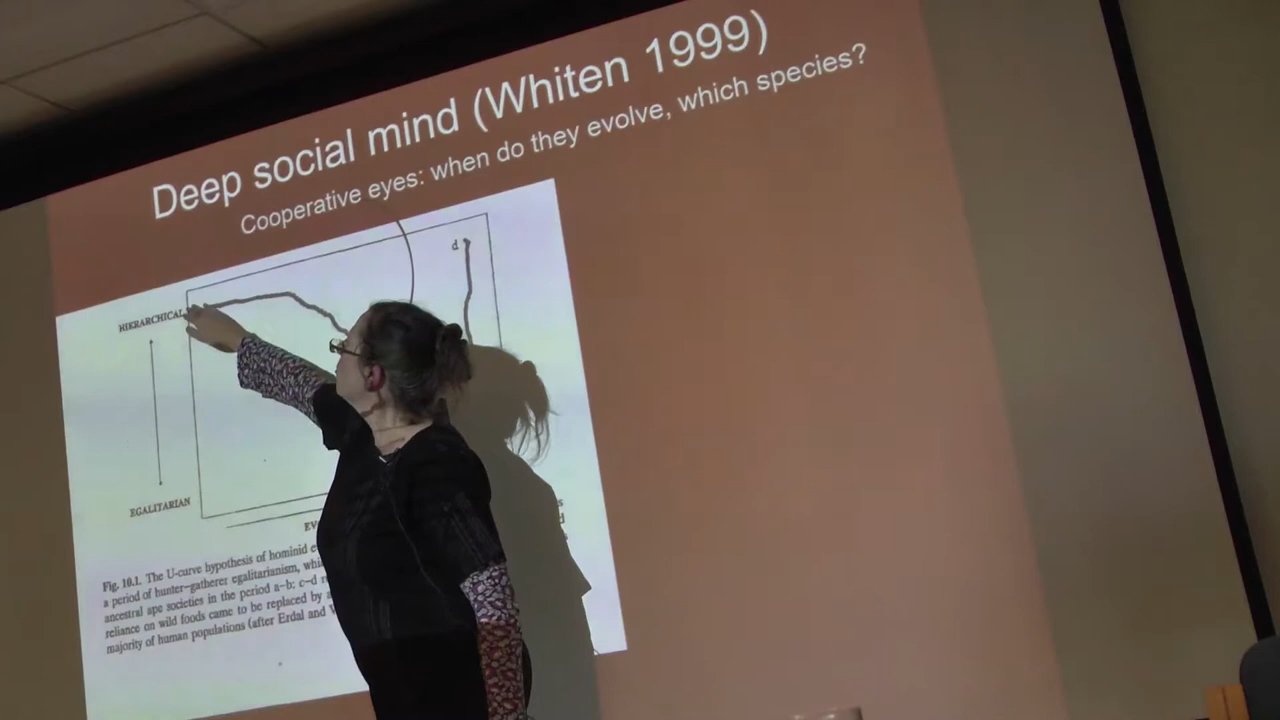 Deep social mind (Whiten 1999)
Cooperative eyes: when do they evolve, which species?
d
HIERARCHICAL
EGALITARIAN
Fig. 10.1. The U-curve hypothesis of hominid
a period of hunter-gatherer egalitarianism,
ancestral ape societies in the period a–b: c–d
reliance on wild foods came to be replaced by
majority of human populations (after Erdal and